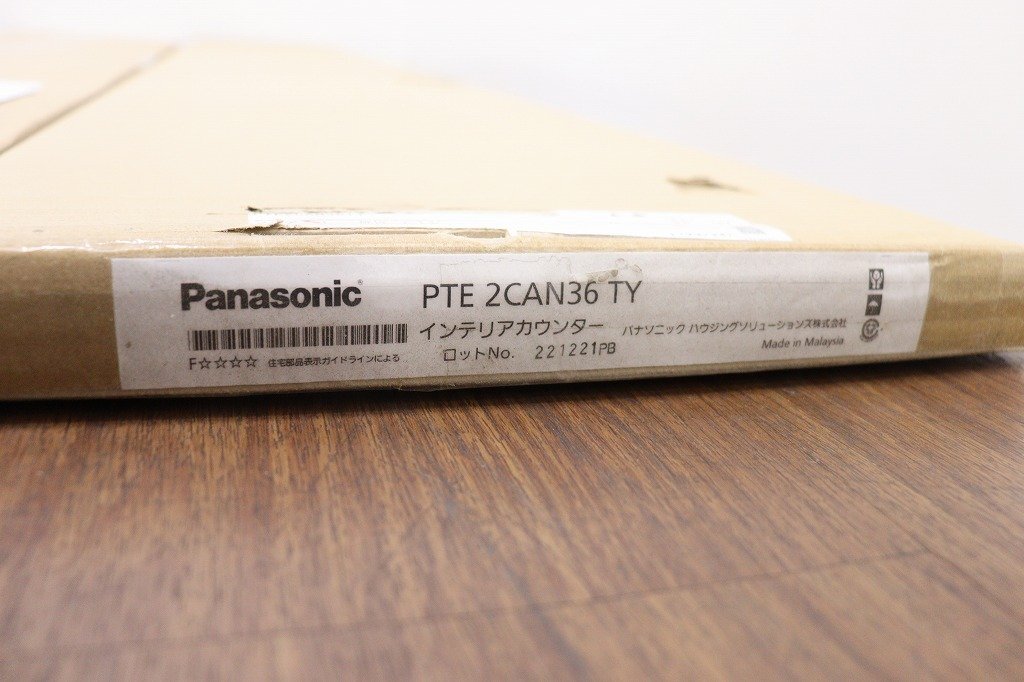 Panasonic® PTE 2CAN36 TY
インテリアカウンター パナソニック ハウジングソリューションズ株式会社
F☆☆☆☆ 住宅部品表示ガイドラインによる ロットNo. 221221PB Made in Malaysia